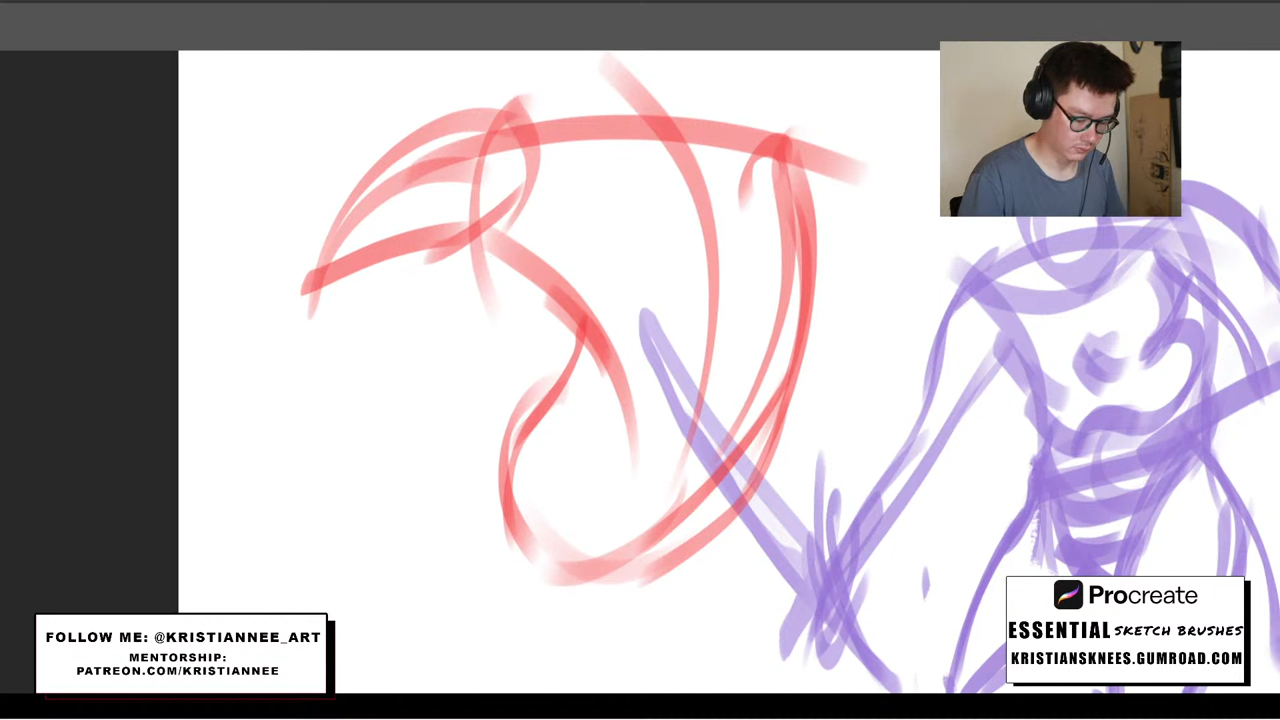 FOLLOW ME: @KRISTIANNEE_ART
MENTORSHIP:
PATREON.COM/KRISTIANNEE
Procreate
ESSENTIAL SKETCH BRUSHES
KRISTIANSKNEES.GUMROAD.COM